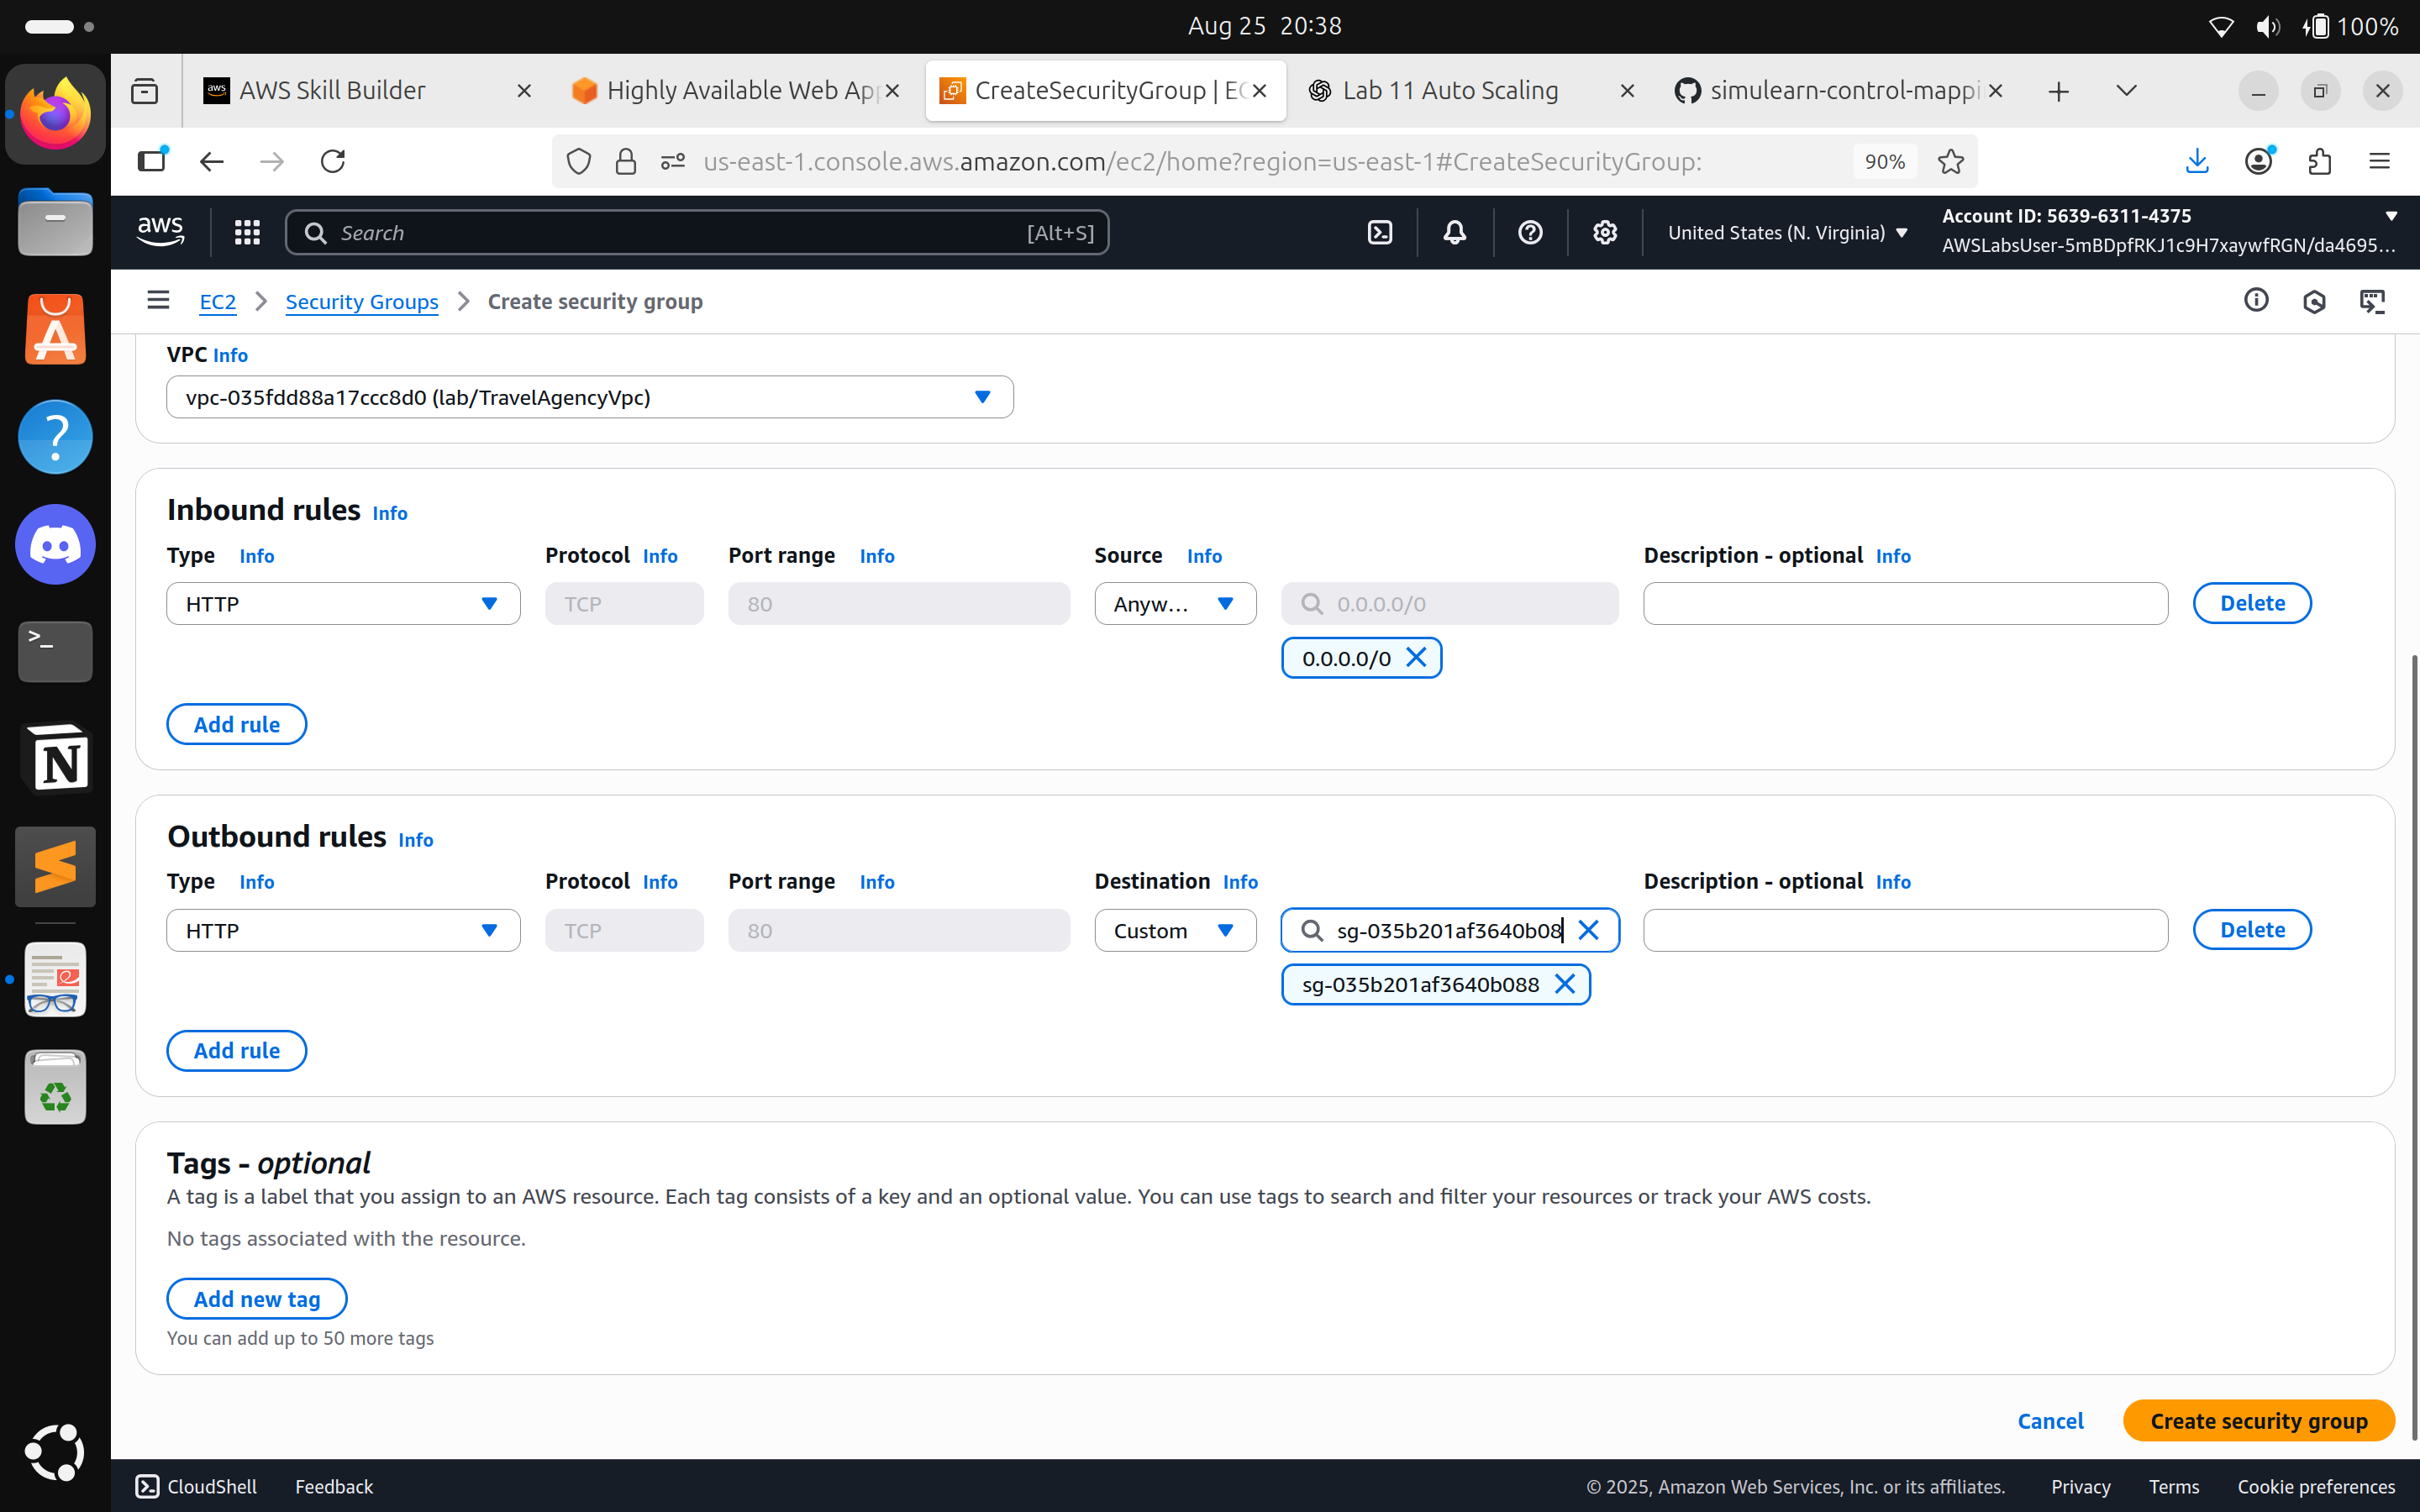 Aug 25 20:38
100%
AWS Skill Builder
Highly Available Web App
CreateSecurityGroup | EC
Lab 11 Auto Scaling
simulearn-control-mappi
us-east-1.console.aws.amazon.com/ec2/home?region=us-east-1#CreateSecurityGroup:
90%
aws
Search
[Alt+S]
United States (N. Virginia)
Account ID: 5639-6311-4375
AWSLabsUser-5mBDpfRKJ1c9H7xaywfRGN/da4695...
EC2
Security Groups
Create security group
VPC Info
vpc-035fdd88a17ccc8d0 (lab/TravelAgencyVpc)
Inbound rules Info
Type Info Protocol Info Port range Info Source Info Description - optional Info
HTTP TCP 80 Anyw... 0.0.0.0/0 Delete
0.0.0.0/0
Add rule
Outbound rules Info
Type Info Protocol Info Port range Info Destination Info Description - optional Info
HTTP TCP 80 Custom sg-035b201af3640b08 Delete
sg-035b201af3640b088
Add rule
Tags - optional
A tag is a label that you assign to an AWS resource. Each tag consists of a key and an optional value. You can use tags to search and filter your resources or track your AWS costs.
No tags associated with the resource.
Add new tag
You can add up to 50 more tags
Cancel
Create security group
CloudShell
Feedback
© 2025, Amazon Web Services, Inc. or its affiliates.
Privacy
Terms
Cookie preferences